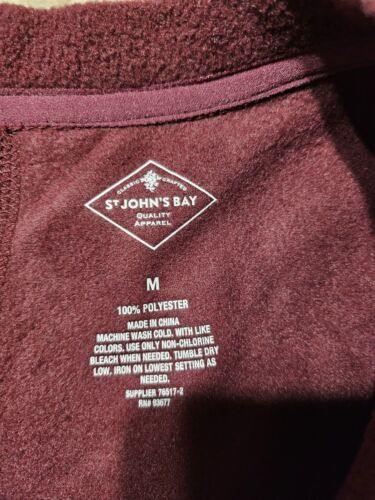 CLASSIC CRAFTED
ST JOHN'S BAY
QUALITY
APPAREL
M
100% POLYESTER
MADE IN CHINA
MACHINE WASH COLD, WITH LIKE
COLORS. USE ONLY NON-CHLORINE
BLEACH WHEN NEEDED. TUMBLE DRY
LOW. IRON ON LOWEST SETTING AS
NEEDED.
SUPPLIER 76517-2
RN# 93677